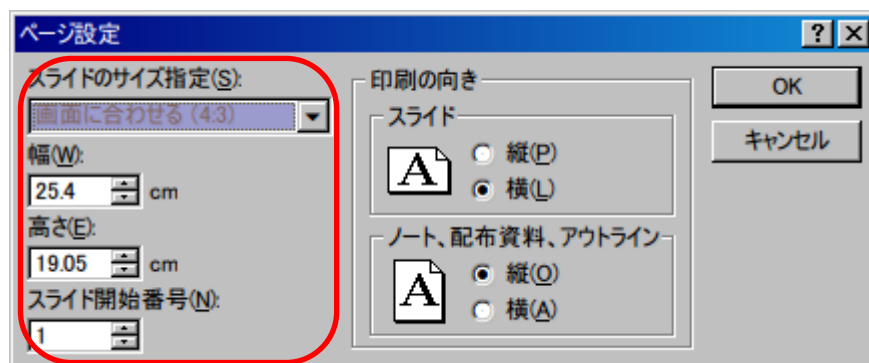 ページ設定
スライドのサイズ指定(S):
画面に合わせる (4:3)
幅(W):
25.4 cm
高さ(E):
19.05 cm
スライド開始番号(N):
1
印刷の向き
スライド
A
縦(P)
横(L)
ノート、配布資料、アウトライン
A
縦(O)
横(A)
OK
キャンセル